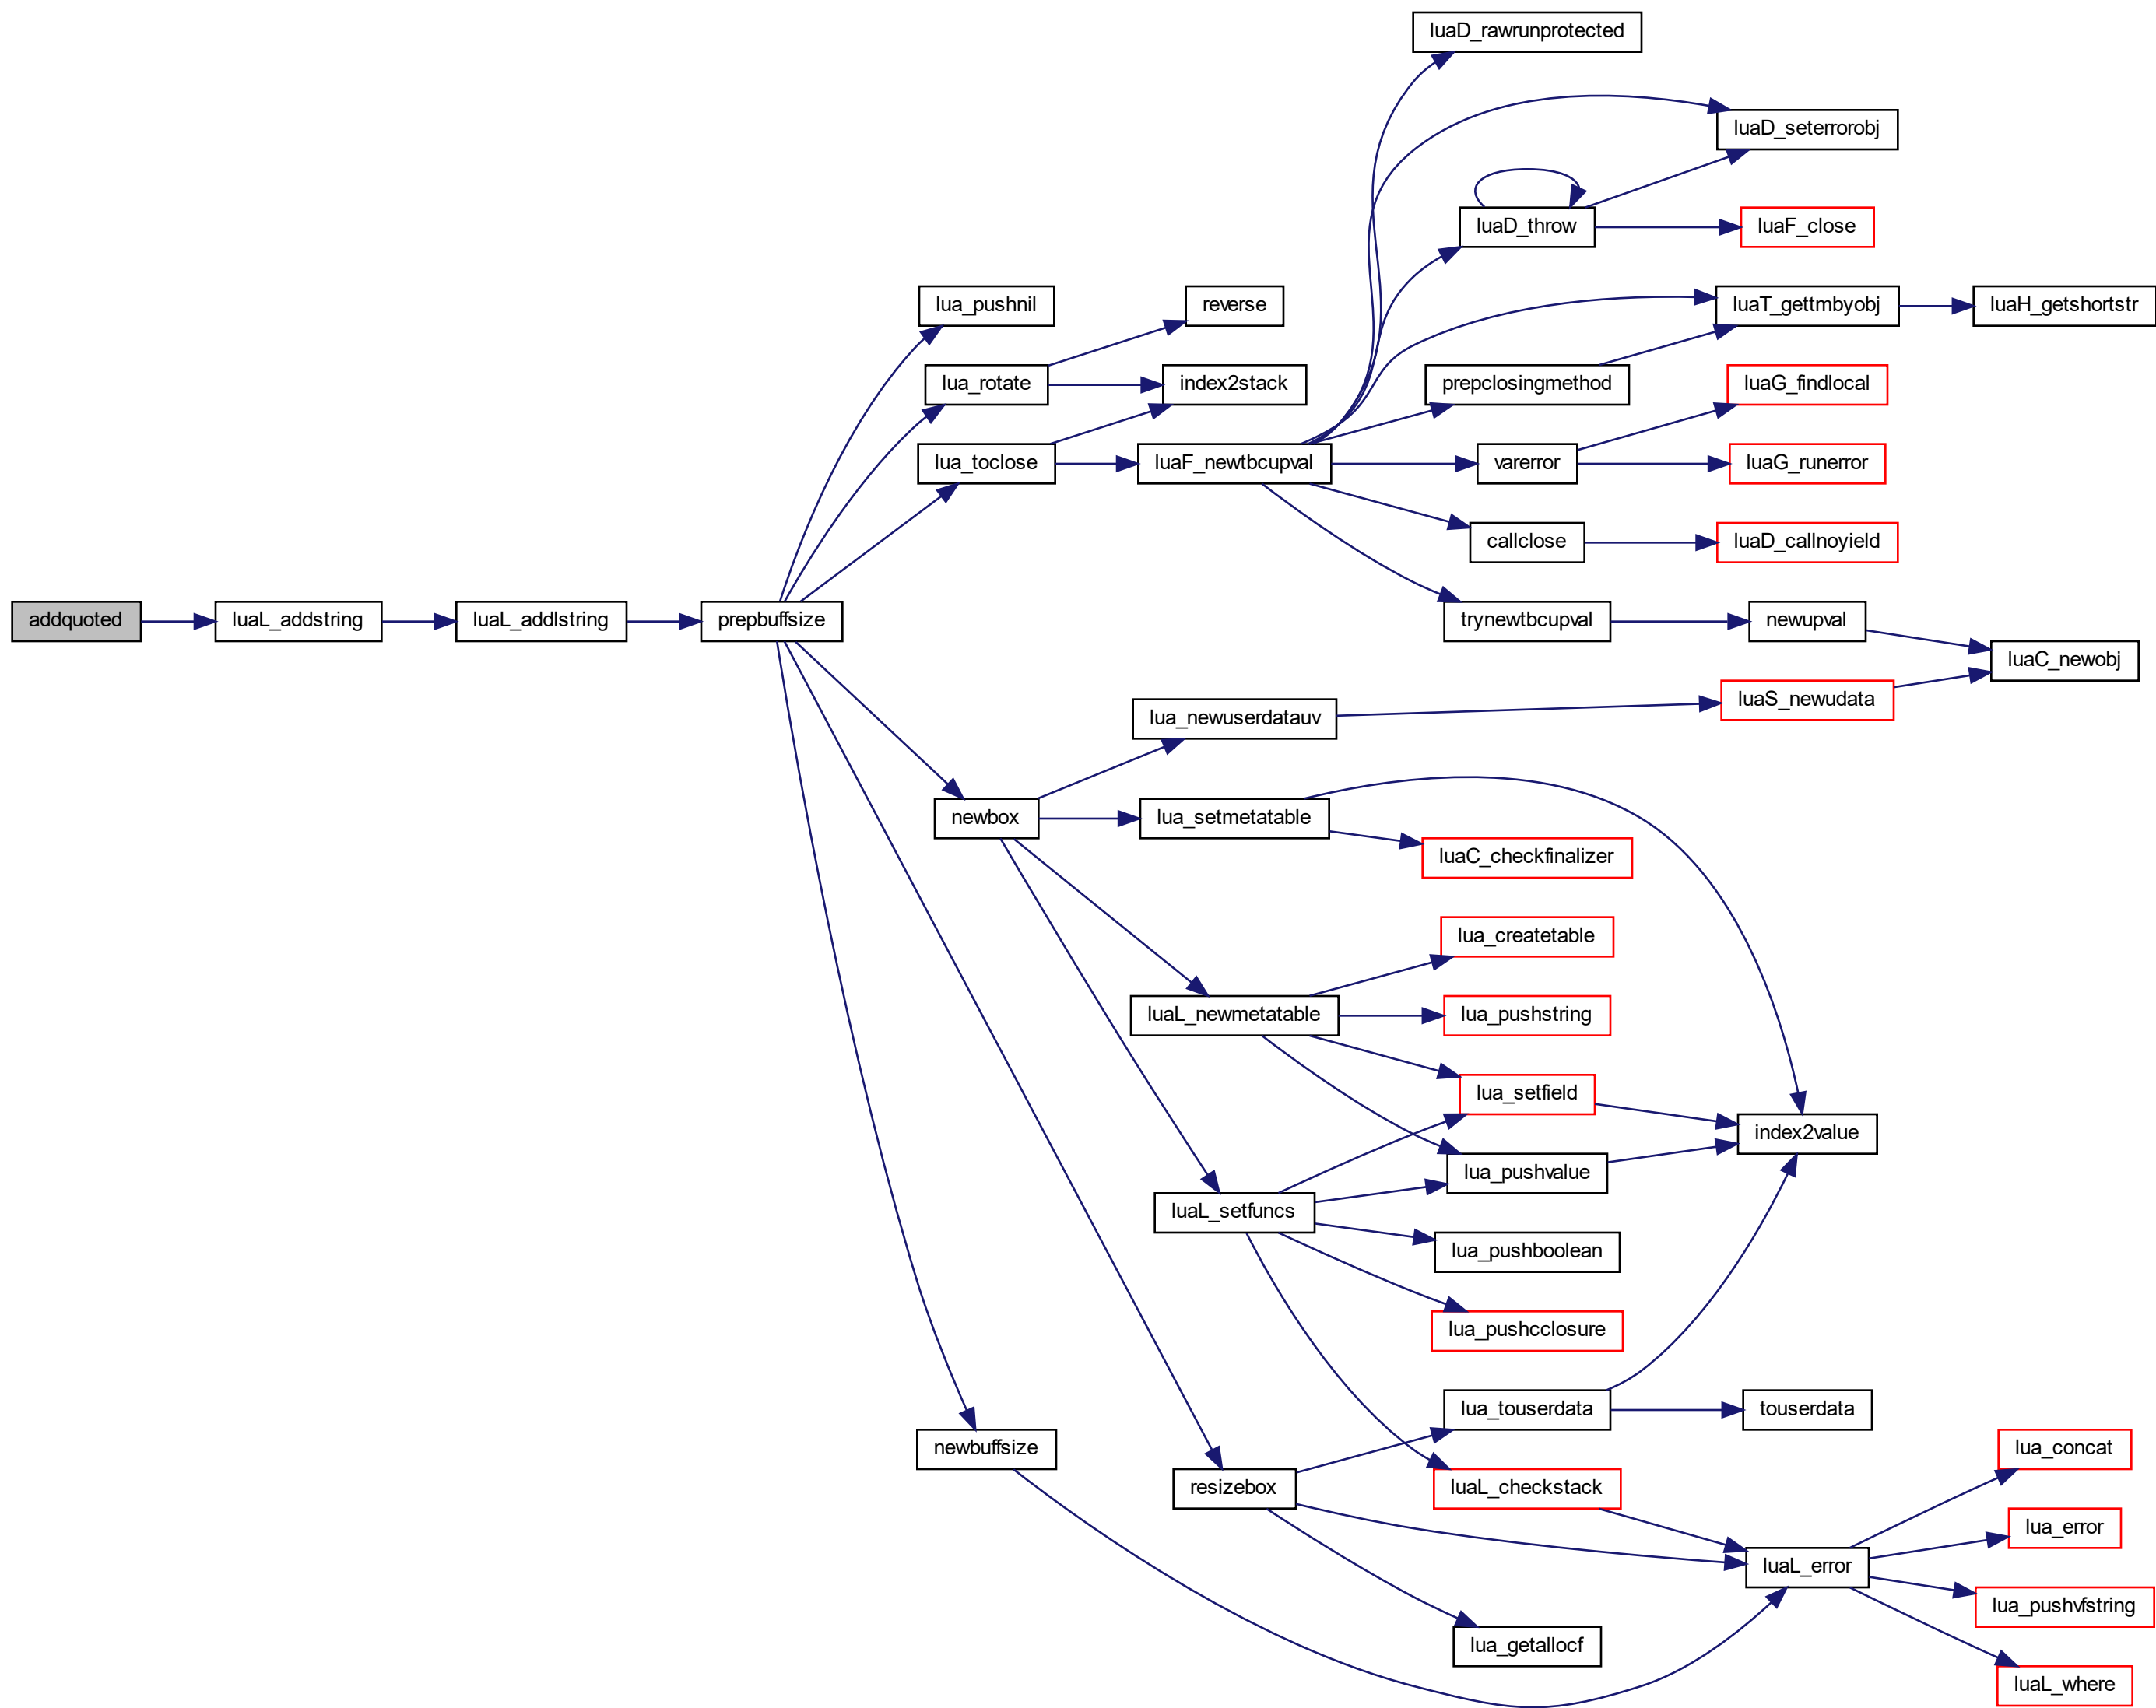 luaD_rawrunprotected
luaD_seterrorobj
luaD_throw
luaF_close
lua_pushnil
reverse
luaT_gettmbyobj
luaH_getshortstr
lua_rotate
index2stack
prepclosingmethod
luaG_findlocal
lua_toclose
luaF_newtbcupval
varerror
luaG_runerror
callclose
luaD_callnoyield
addquoted
luaL_addstring
luaL_addlstring
prepbuffsize
trynewtbcupval
newupval
luaC_newobj
lua_newuserdatauv
luaS_newudata
newbox
lua_setmetatable
luaC_checkfinalizer
lua_createtable
luaL_newmetatable
lua_pushstring
lua_setfield
index2value
lua_pushvalue
luaL_setfuncs
lua_pushboolean
lua_pushcclosure
lua_touserdata
touserdata
newbuffsize
lua_concat
resizebox
luaL_checkstack
lua_error
luaL_error
lua_pushvfstring
lua_getallocf
luaL_where